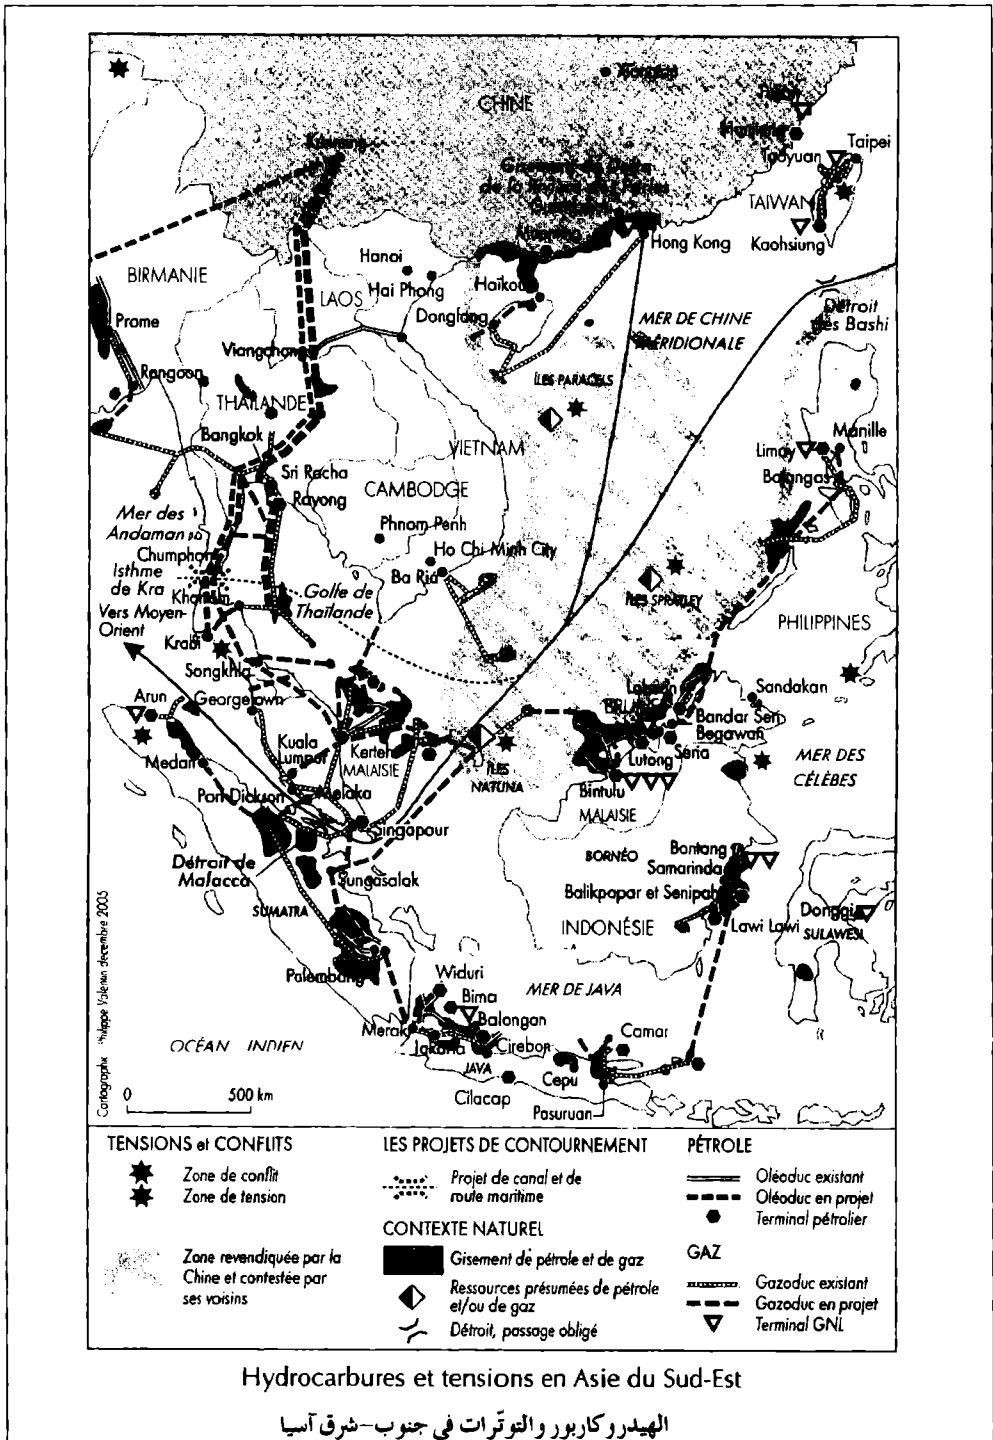 CHINE
Taoyuan
Taipei
TAIWAN
Kaohsiung
Hong Kong
Hanoi
Hai Phong
Haïkou
Dongfang
BIRMANIE
LAOS
Prome
Viangchan
Rangoon
THAÏLANDE
Bangkok
Détroit
des Bashi
MER DE CHINE
MÉRIDIONALE
ÎLES PARACELS
VIETNAM
Limay
Manille
Batangas
Sri Racha
Rayong
CAMBODGE
Phnom Penh
Ho Chi Minh City
Ba Ria
Mer des
Andaman
Chumphon
Isthme
de Kra
Khanom
Golfe de
Thaïlande
Vers Moyen-
Orient
Krabi
Songkhla
ÎLES SPRATLEY
PHILIPPINES
Arun
Georgetown
Medan
Kuala
Lumpur
Kerteh
MALAISIE
Port Dickson
Melaka
Singapour
Détroit de
Malacca
Sungasalak
SUMATRA
Palembang
ÎLES
NATUNA
Sandakan
Bandar Seri
Begawan
Seria
Lutong
Bintulu
MALAISIE
MER DES
CÉLÈBES
BORNÉO
Bontang
Samarinda
Balikpapar et Senipah
INDONÉSIE
Lawi Lawi
Donggi
SULAWESI
Widuri
Bima
Balongan
MER DE JAVA
Merak
Jakarta
Cirebon
JAVA
Cilacap
Cepu
Camar
Pasuruan
OCÉAN INDIEN
0 500 km
Cartographie Philippe Valenan décembre 2005
TENSIONS et CONFLITS
Zone de conflit
Zone de tension
Zone revendiquée par la
Chine et contestée par
ses voisins
LES PROJETS DE CONTOURNEMENT
Projet de canal et de
route maritime
CONTEXTE NATUREL
Gisement de pétrole et de gaz
Ressources présumées de pétrole
et/ou de gaz
Détroit, passage obligé
PÉTROLE
Oléoduc existant
Oléoduc en projet
Terminal pétrolier
GAZ
Gazoduc existant
Gazoduc en projet
Terminal GNL
Hydrocarbures et tensions en Asie du Sud-Est
الهيدروكاربور والتوتّرات في جنوب-شرق آسيا